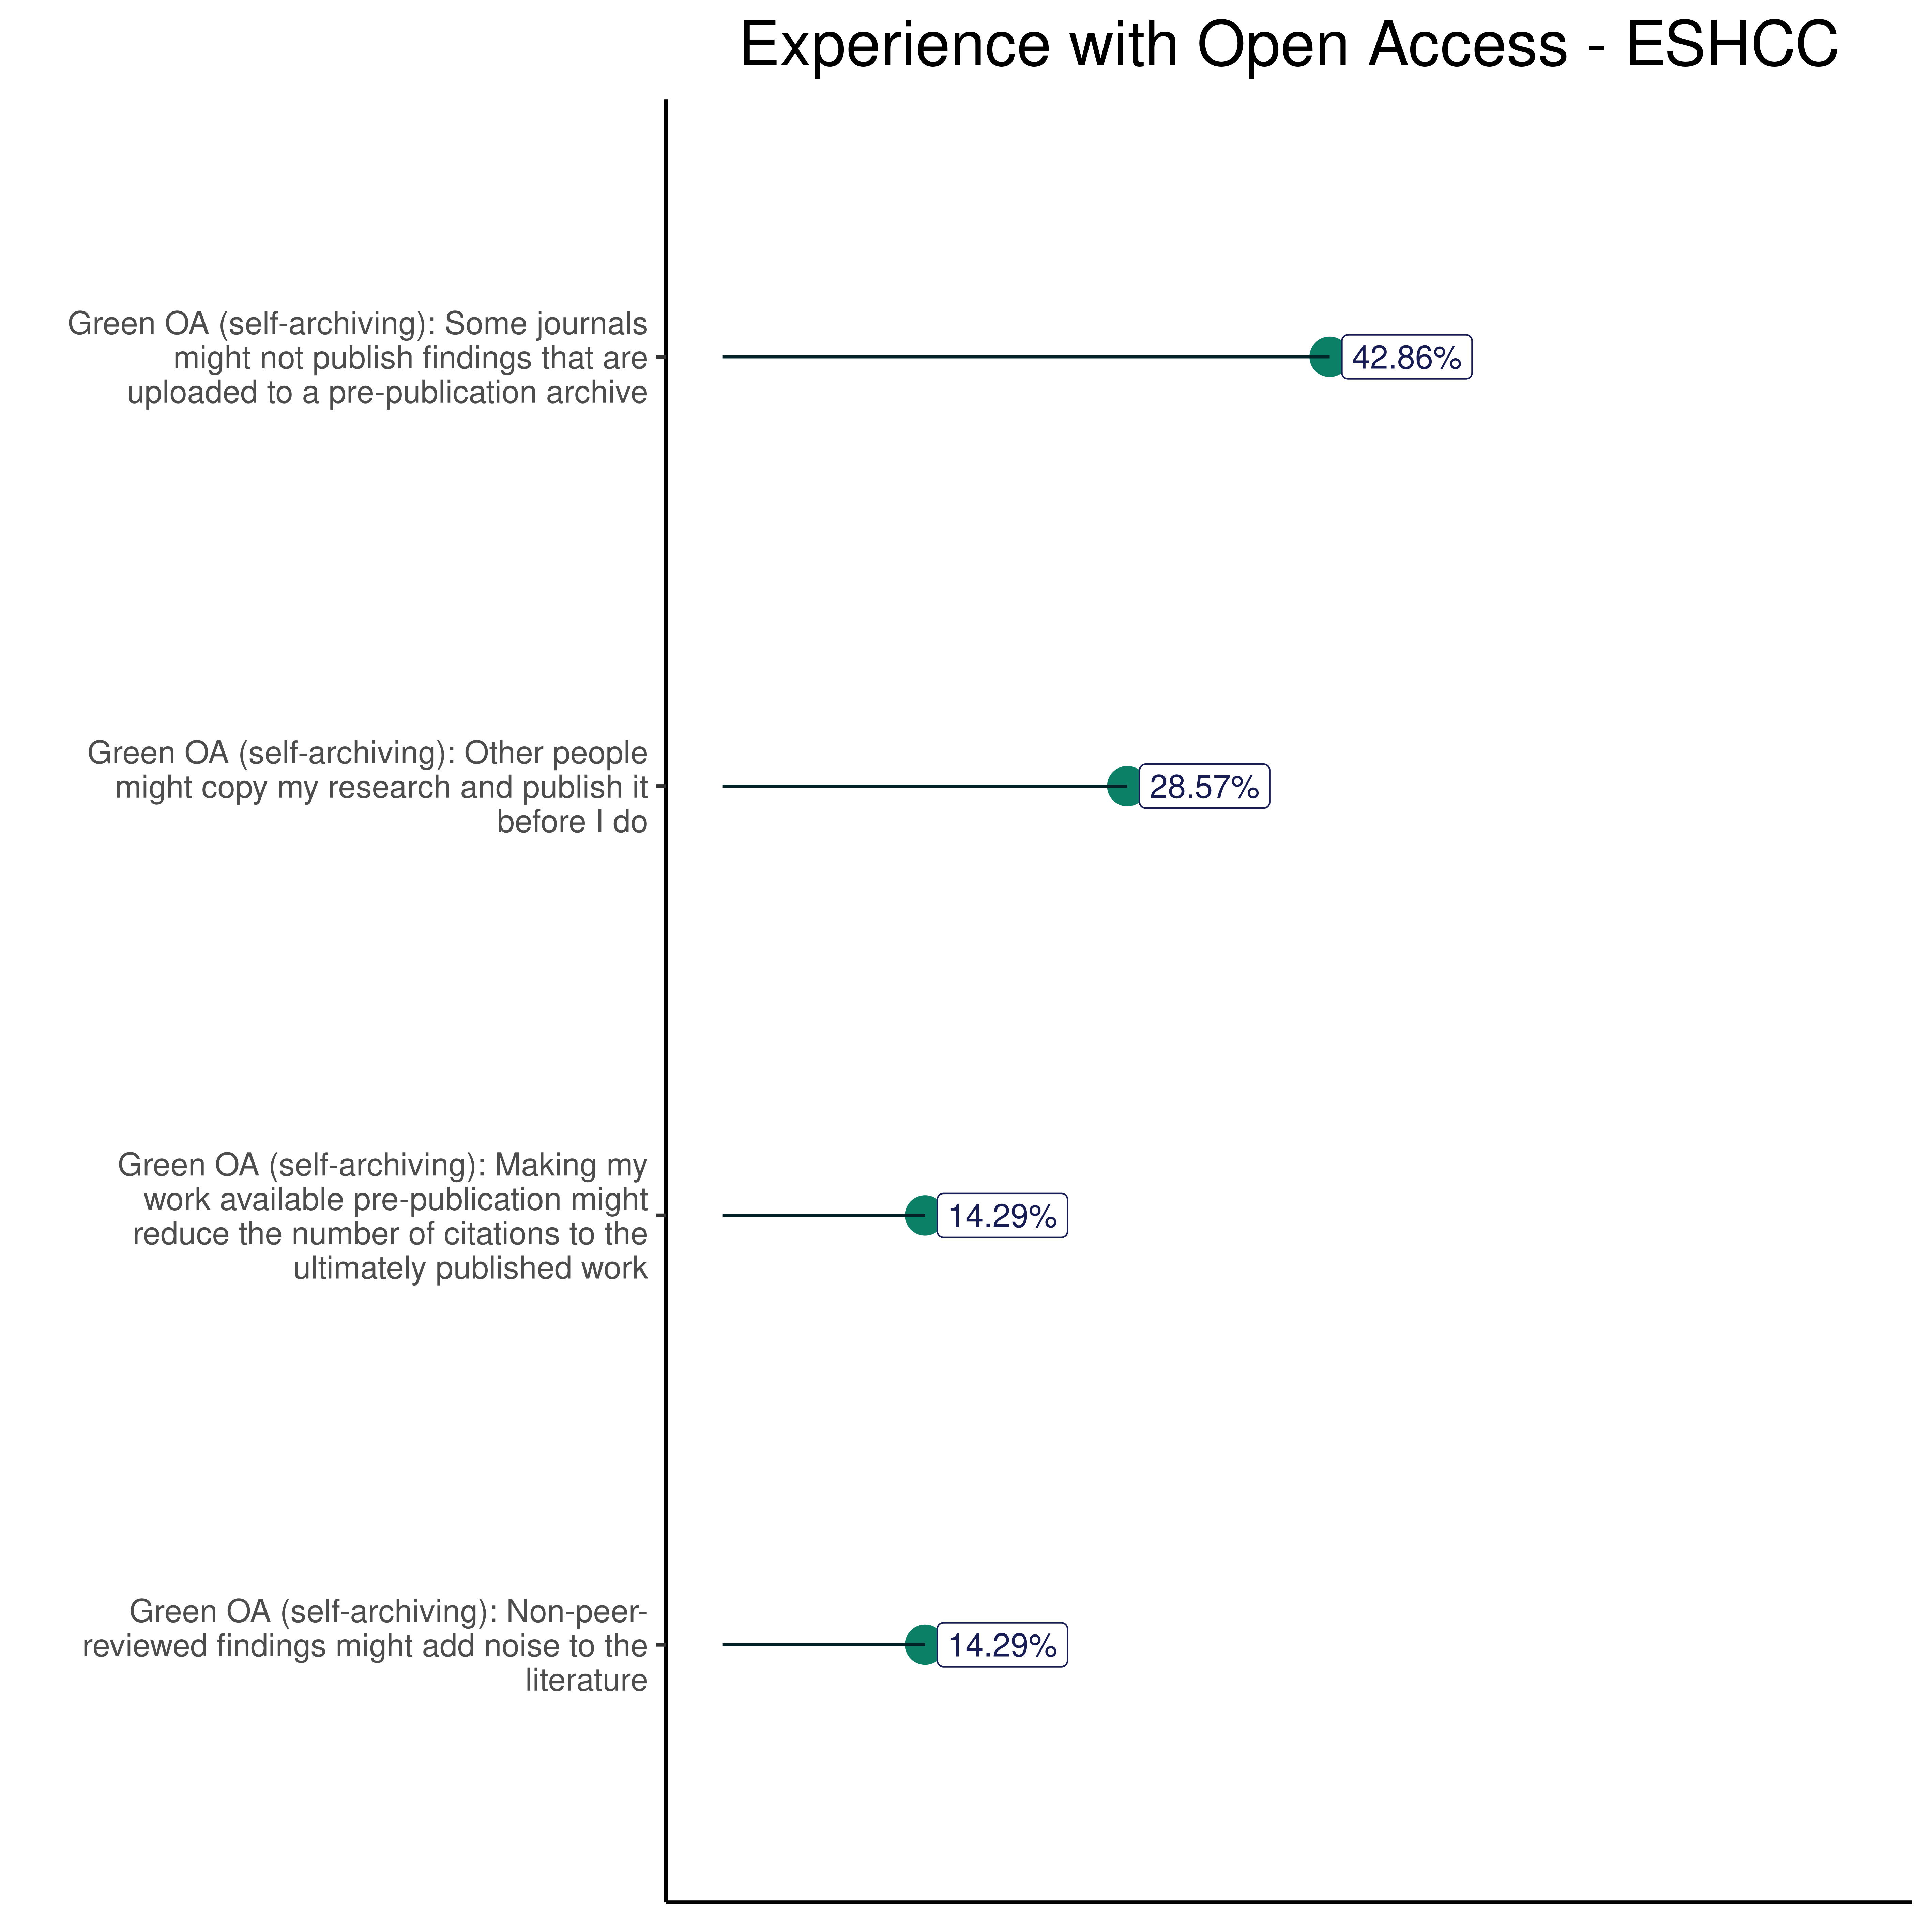 Experience with Open Access - ESHCC
Green OA (self-archiving): Some journals
might not publish findings that are
uploaded to a pre-publication archive
42.86%
Green OA (self-archiving): Other people
might copy my research and publish it
before I do
28.57%
Green OA (self-archiving): Making my
work available pre-publication might
reduce the number of citations to the
ultimately published work
14.29%
Green OA (self-archiving): Non-peer-
reviewed findings might add noise to the
literature
14.29%